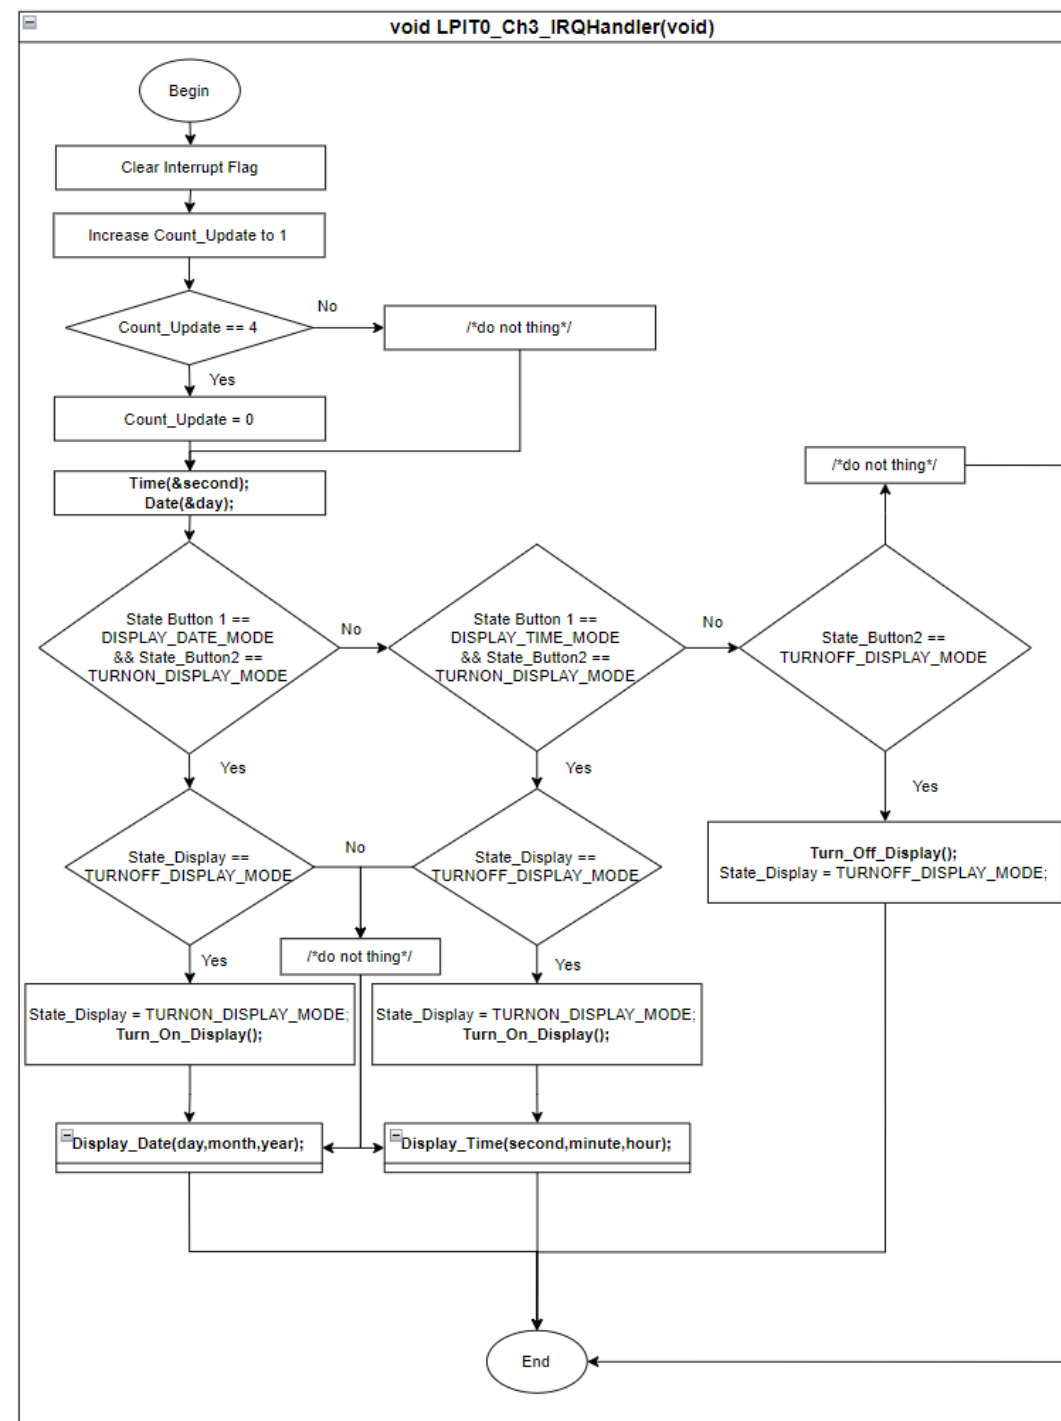 void LPIT0_Ch3_IRQHandler(void)
Begin
Clear Interrupt Flag
Increase Count_Update to 1
Count_Update == 4
No
/*do not thing*/
Yes
Count_Update = 0
Time(&second);
Date(&day);
/*do not thing*/
State Button 1 ==
DISPLAY_DATE_MODE
&& State_Button2 ==
TURNON_DISPLAY_MODE
No
State Button 1 ==
DISPLAY_TIME_MODE
&& State_Button2 ==
TURNON_DISPLAY_MODE
No
State_Button2 ==
TURNOFF_DISPLAY_MODE
Yes
Yes
Yes
State_Display ==
TURNOFF_DISPLAY_MODE
No
State_Display ==
TURNOFF_DISPLAY_MODE
Turn_Off_Display();
State_Display = TURNOFF_DISPLAY_MODE;
Yes
/*do not thing*/
Yes
State_Display = TURNON_DISPLAY_MODE;
Turn_On_Display();
State_Display = TURNON_DISPLAY_MODE;
Turn_On_Display();
Display_Date(day,month,year);
Display_Time(second,minute,hour);
End